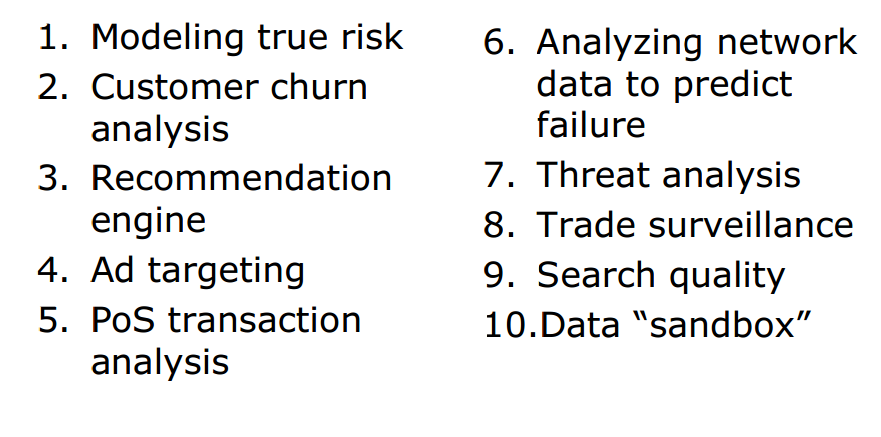 1. Modeling true risk
2. Customer churn
analysis
3. Recommendation
engine
4. Ad targeting
5. PoS transaction
analysis
6. Analyzing network
data to predict
failure
7. Threat analysis
8. Trade surveillance
9. Search quality
10.Data “sandbox”